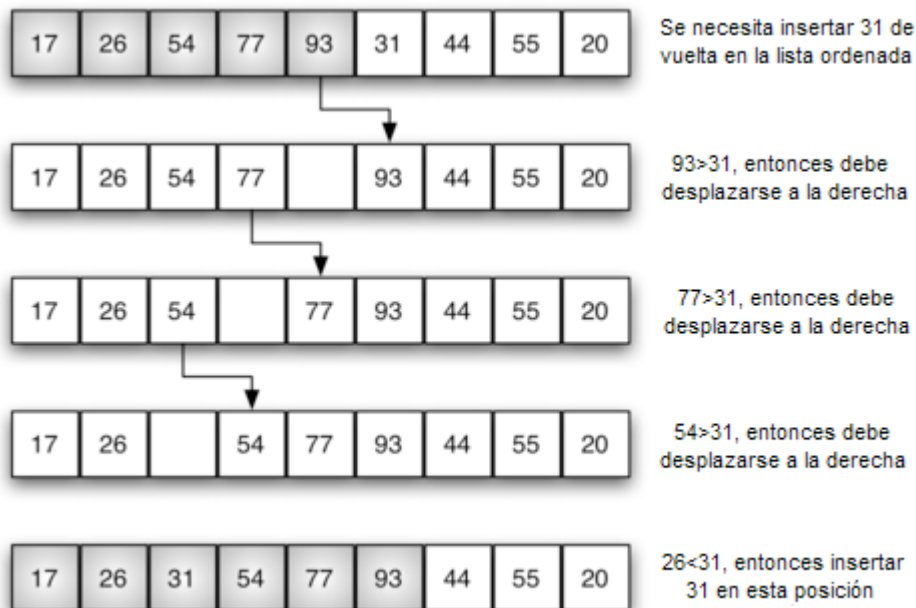 17 26 54 77 93 31 44 55 20
Se necesita insertar 31 de
vuelta en la lista ordenada
17 26 54 77 93 44 55 20
93>31, entonces debe
desplazarse a la derecha
17 26 54 77 93 44 55 20
77>31, entonces debe
desplazarse a la derecha
17 26 54 77 93 44 55 20
54>31, entonces debe
desplazarse a la derecha
17 26 31 54 77 93 44 55 20
26<31, entonces insertar
31 en esta posición